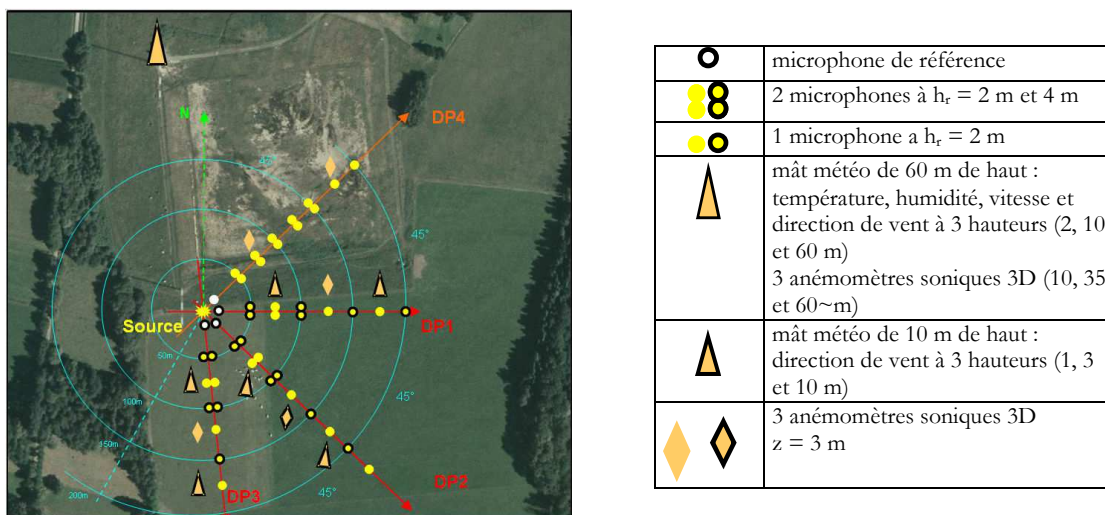 N
DP4
45°
45°
Source
DP1
50m
45°
100m
150m
DP2
200m
DP3
45°
microphone de référence
2 microphones à hr = 2 m et 4 m
1 microphone a hr = 2 m
mât météo de 60 m de haut :
température, humidité, vitesse et
direction de vent à 3 hauteurs (2, 10
et 60 m)
3 anémomètres soniques 3D (10, 35
et 60~m)
mât météo de 10 m de haut :
direction de vent à 3 hauteurs (1, 3
et 10 m)
3 anémomètres soniques 3D
z = 3 m